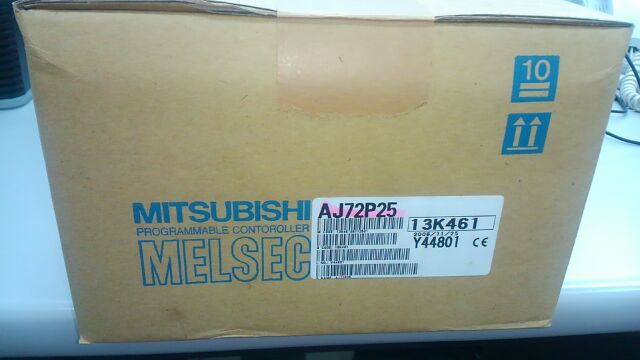 10
MITSUBISHI
PROGRAMMABLE CONTOROLLER
MELSEC
AJ72P25
13K461
2008/11/25
Y44801 CE